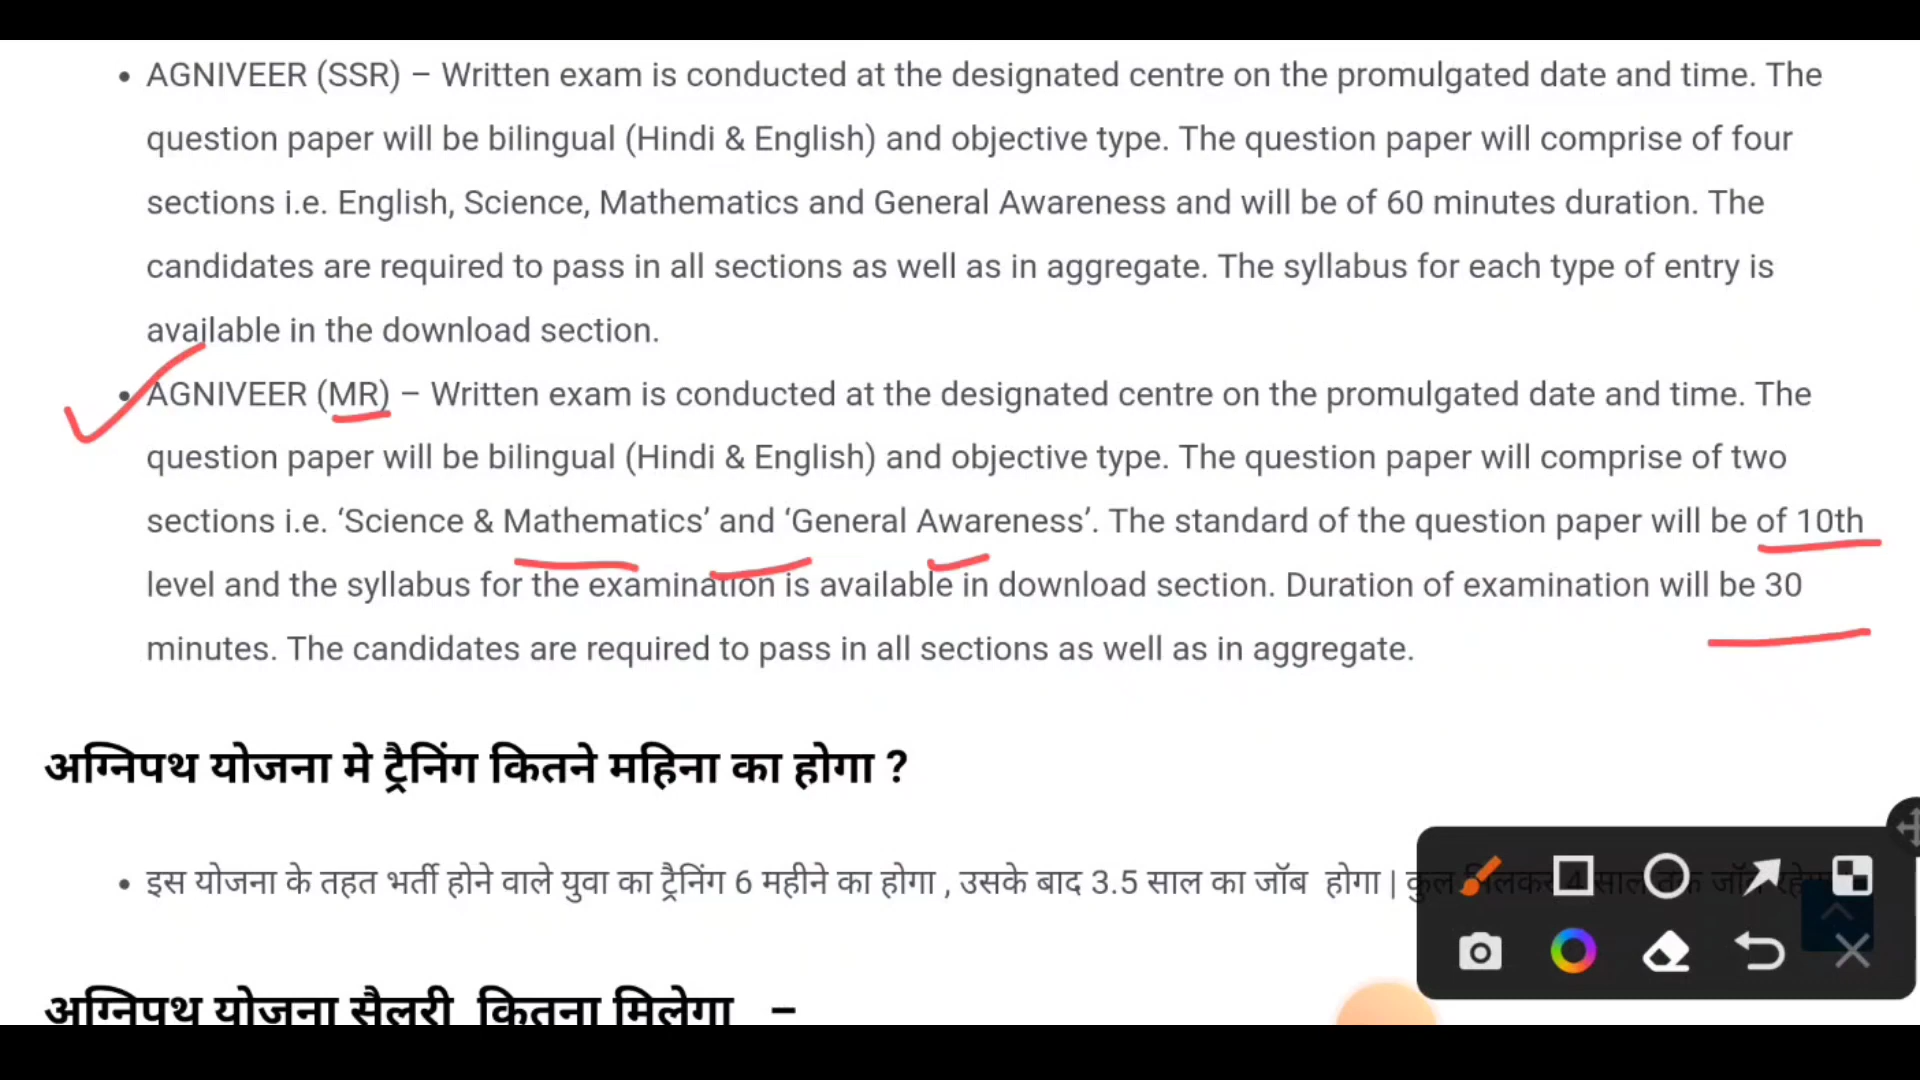 • AGNIVEER (SSR) – Written exam is conducted at the designated centre on the promulgated date and time. The
question paper will be bilingual (Hindi & English) and objective type. The question paper will comprise of four
sections i.e. English, Science, Mathematics and General Awareness and will be of 60 minutes duration. The
candidates are required to pass in all sections as well as in aggregate. The syllabus for each type of entry is
available in the download section.
• AGNIVEER (MR) – Written exam is conducted at the designated centre on the promulgated date and time. The
question paper will be bilingual (Hindi & English) and objective type. The question paper will comprise of two
sections i.e. ‘Science & Mathematics’ and ‘General Awareness’. The standard of the question paper will be of 10th
level and the syllabus for the examination is available in download section. Duration of examination will be 30
minutes. The candidates are required to pass in all sections as well as in aggregate.
अग्निपथ योजना मे ट्रैनिंग कितने महिना का होगा ?
• इस योजना के तहत भर्ती होने वाले युवा का ट्रैनिंग 6 महीने का होगा , उसके बाद 3.5 साल का जॉब होगा | कुल मिलकर 4 साल तक जॉब रहेगा
अग्निपथ योजना सैलरी कितना मिलेगा –